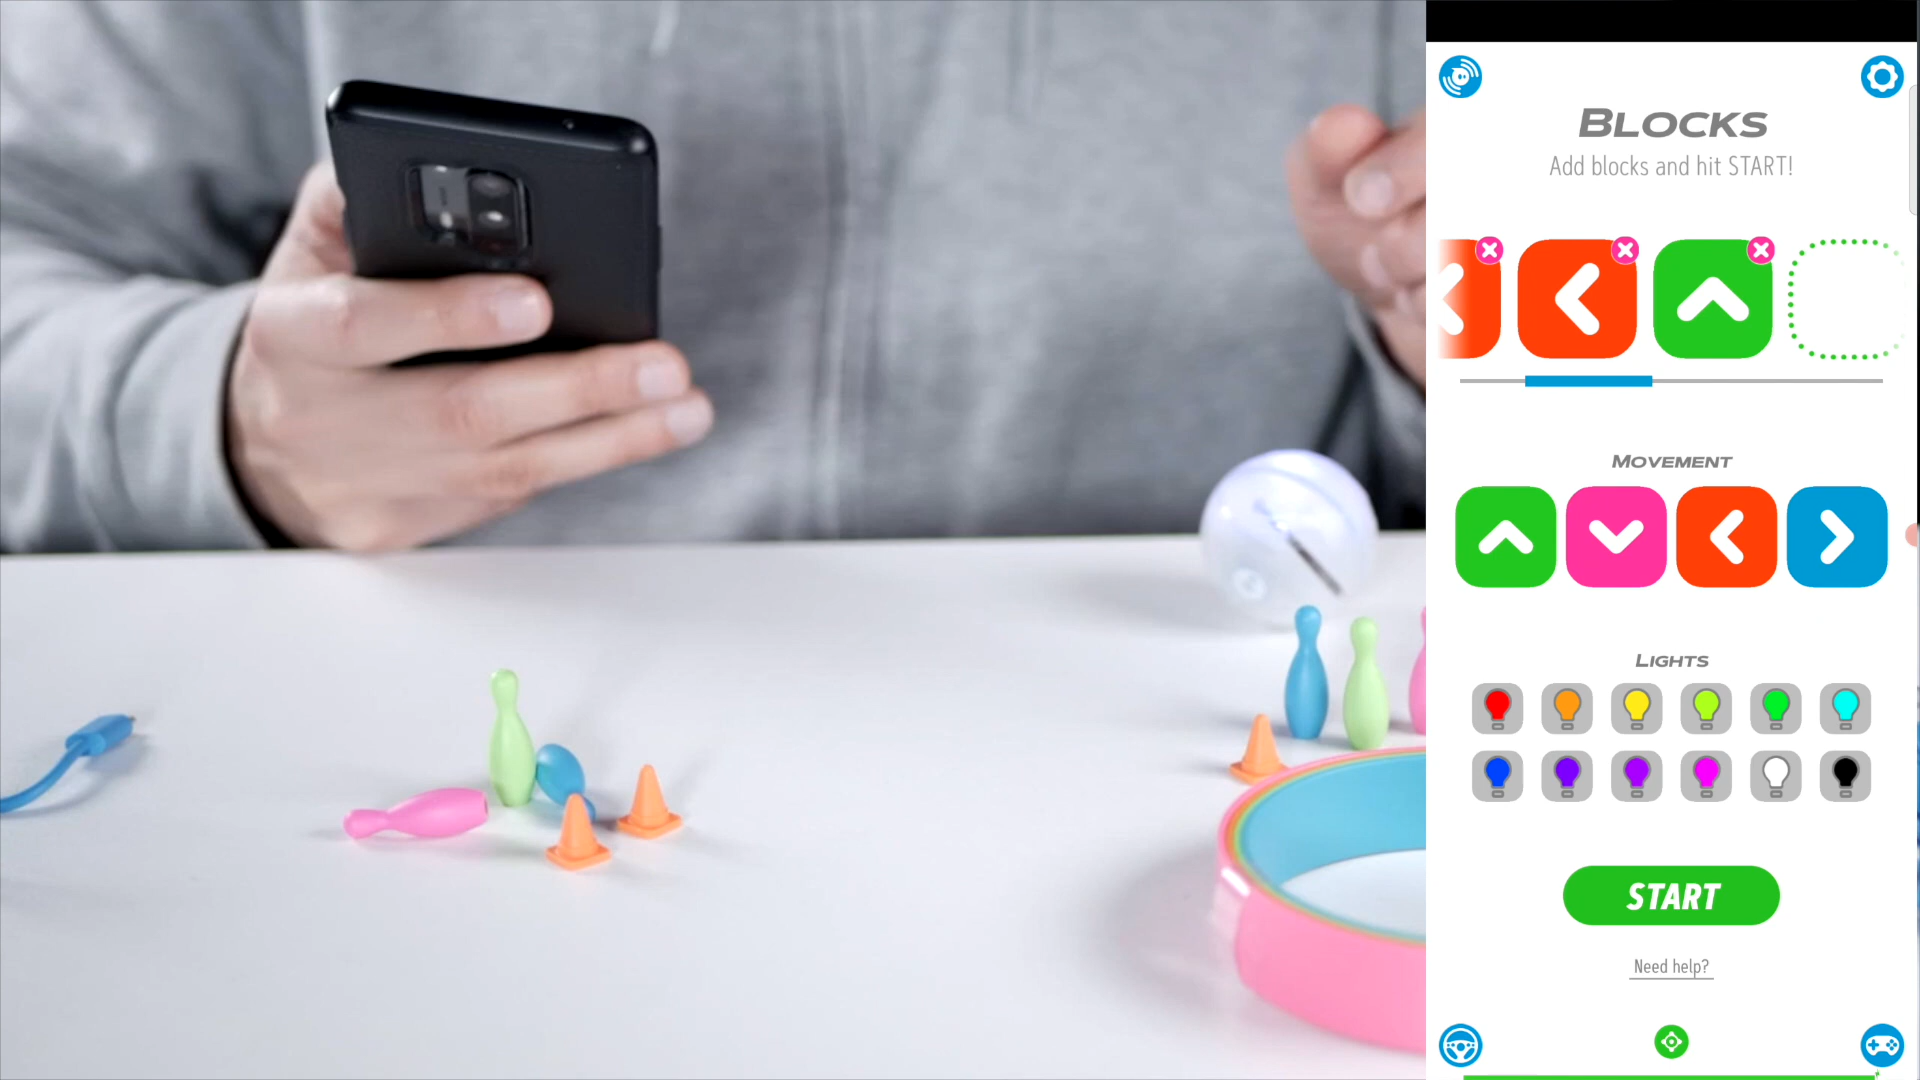 BLOCKS
Add blocks and hit START!
MOVEMENT
LIGHTS
START
Need help?